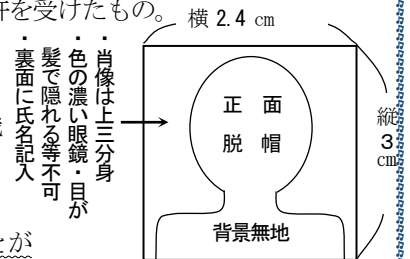 許を受けたもの。
横 2.4 cm
・肖像は上三分身
・色の濃い眼鏡・目が
髪で隠れる等不可
・裏面に氏名記入
正 面
脱 帽
背景無地
縦
3
cm
とが